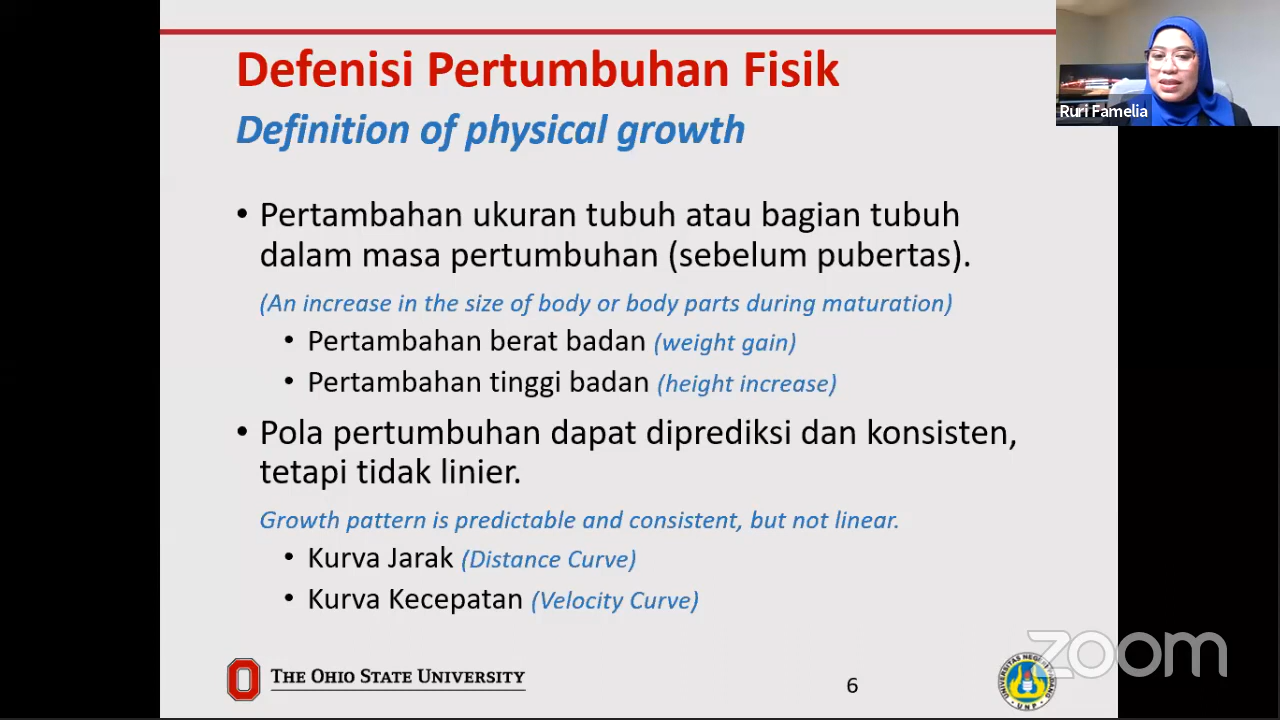 Defenisi Pertumbuhan Fisik
Definition of physical growth
• Pertambahan ukuran tubuh atau bagian tubuh
dalam masa pertumbuhan (sebelum pubertas).
(An increase in the size of body or body parts during maturation)
• Pertambahan berat badan (weight gain)
• Pertambahan tinggi badan (height increase)
• Pola pertumbuhan dapat diprediksi dan konsisten,
tetapi tidak linier.
Growth pattern is predictable and consistent, but not linear.
• Kurva Jarak (Distance Curve)
• Kurva Kecepatan (Velocity Curve)
THE OHIO STATE UNIVERSITY
6
UNP
zoom
Ruri Famelia